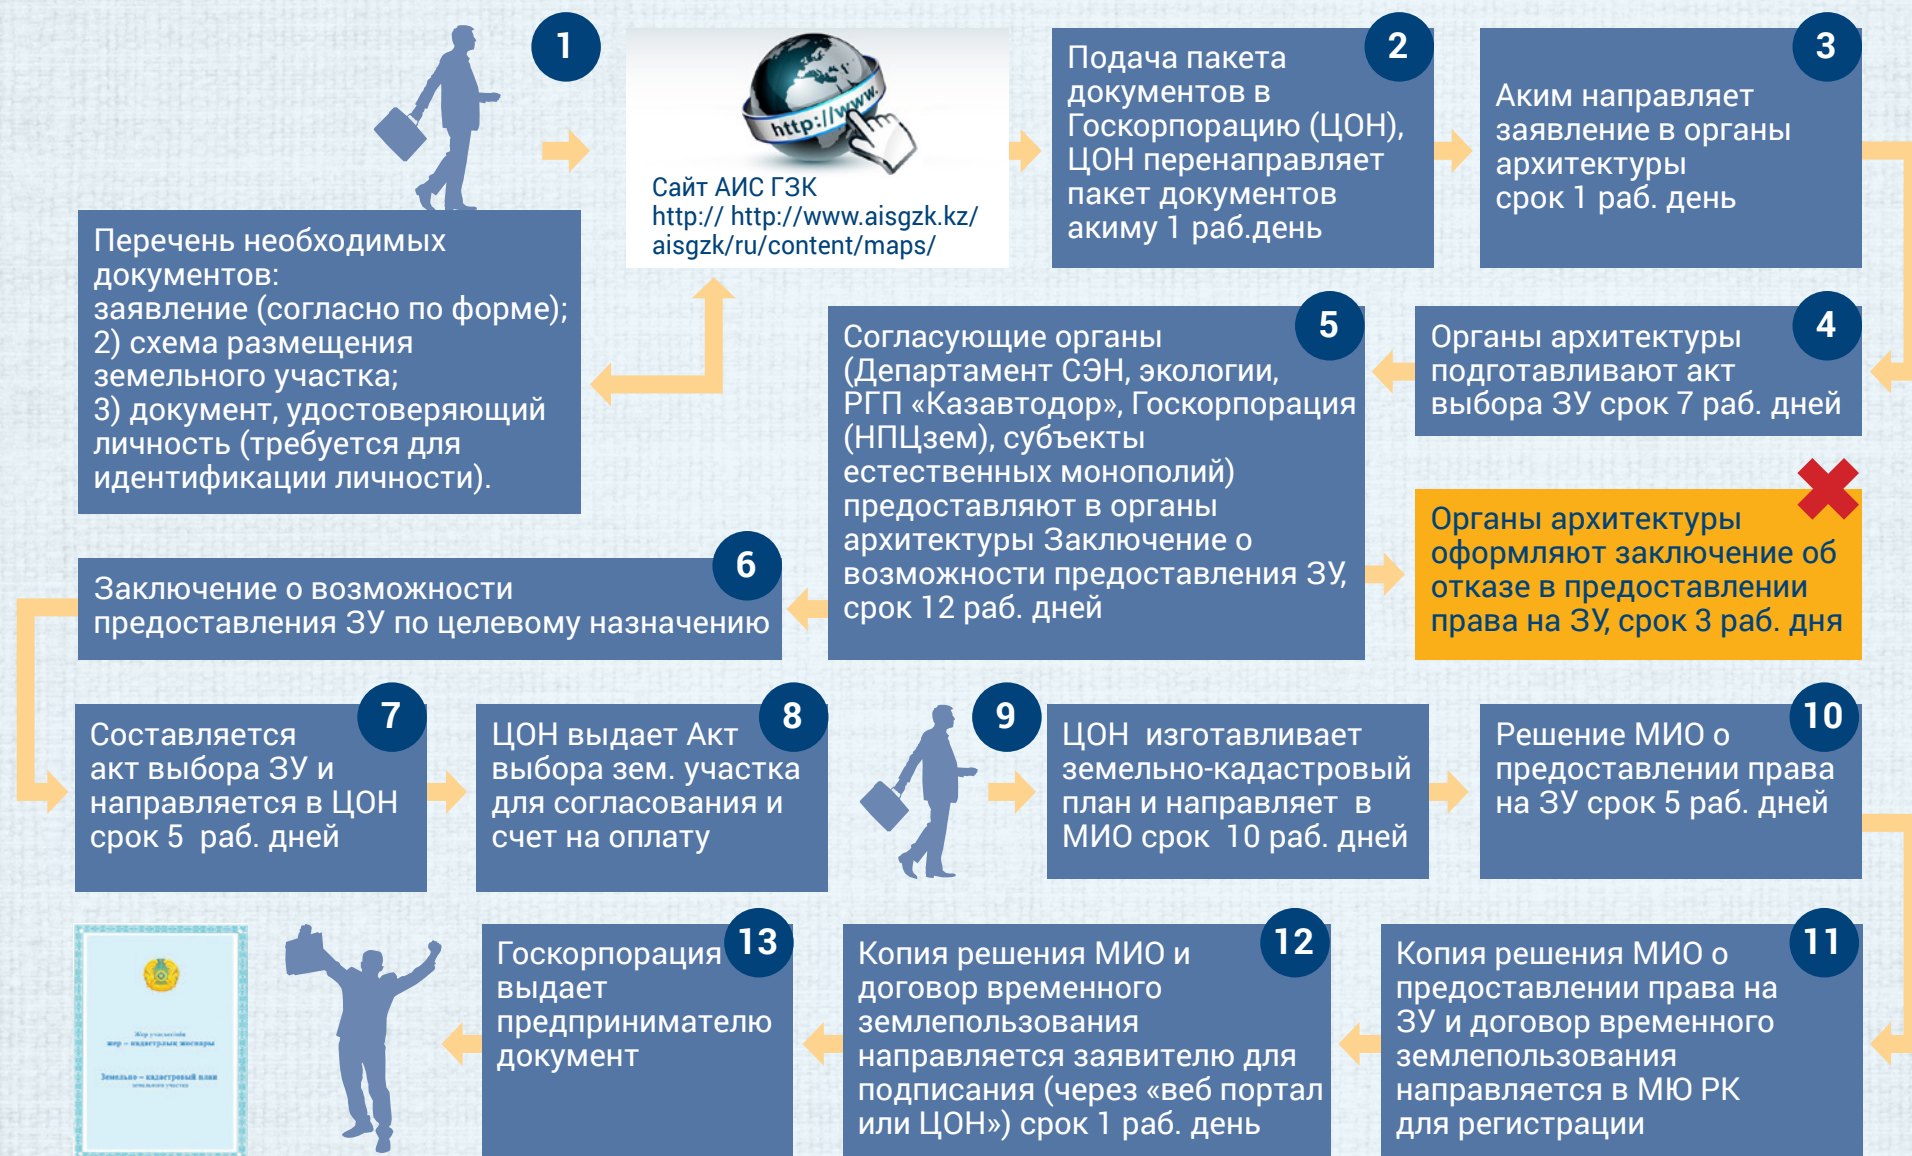 1
Перечень необходимых
документов:
заявление (согласно по форме);
2) схема размещения
земельного участка;
3) документ, удостоверяющий
личность (требуется для
идентификации личности).
http://www.
Сайт АИС ГЗК
http:// http://www.aisgzk.kz/
aisgzk/ru/content/maps/
2
Подача пакета
документов в
Госкорпорацию (ЦОН),
ЦОН перенаправляет
пакет документов
акиму 1 раб.день
3
Аким направляет
заявление в органы
архитектуры
срок 1 раб. день
4
Органы архитектуры
подготавливают акт
выбора ЗУ срок 7 раб. дней
5
Согласующие органы
(Департамент СЭН, экологии,
РГП «Казавтодор», Госкорпорация
(НПЦзем), субъекты
естественных монополий)
предоставляют в органы
архитектуры Заключение о
возможности предоставления ЗУ,
срок 12 раб. дней
Органы архитектуры
оформляют заключение об
отказе в предоставлении
права на ЗУ, срок 3 раб. дня
6
Заключение о возможности
предоставления ЗУ по целевому назначению
7
Составляется
акт выбора ЗУ и
направляется в ЦОН
срок 5  раб. дней
8
ЦОН выдает Акт
выбора зем. участка
для согласования и
счет на оплату
9
ЦОН  изготавливает
земельно-кадастровый
план и направляет  в
МИО срок  10 раб. дней
10
Решение МИО о
предоставлении права
на ЗУ срок 5 раб. дней
11
Копия решения МИО о
предоставлении права на
ЗУ и договор временного
землепользования
направляется в МЮ РК
для регистрации
12
Копия решения МИО и
договор временного
землепользования
направляется заявителю для
подписания (через «веб портал
или ЦОН») срок 1 раб. день
13
Госкорпорация
выдает
предпринимателю
документ
жер – кадастрлық жоспары
Земельно – кадастровый план
земельного участка